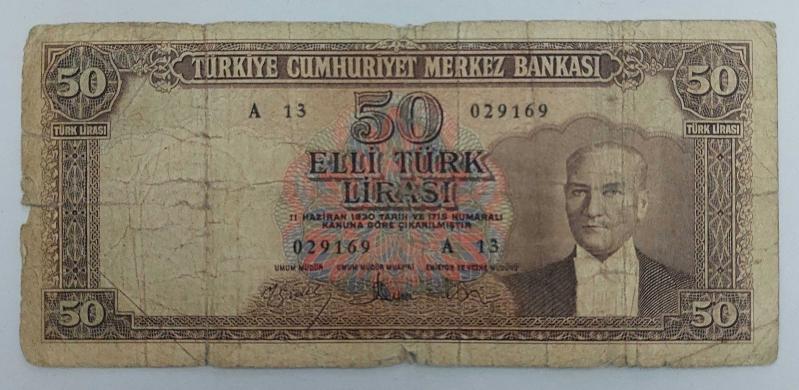 50 TÜRKİYE CUMHURİYET MERKEZ BANKASI 50
A 13 50 029169
TÜRK LİRASI TÜRK LİRASI
ELLİ TÜRK
LİRASI
11 HAZİRAN 1930 TARİH VE 1715 NUMARALI
KANUNA GÖRE ÇIKARILMIŞTIR
029169 A 13
UMUM MÜDÜR UMUM MÜDÜR MUAVİNİ
50 50